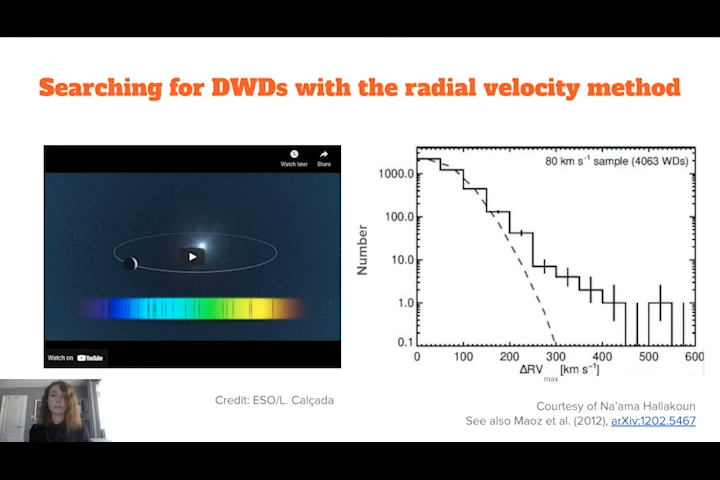 Searching for DWDs with the radial velocity method
Watch later
Share
Watch on YouTube
Credit: ESO/L. Calçada
80 km s⁻¹ sample (4063 WDs)
Number
1000.0
100.0
10.0
1.0
0.1
0 100 200 300 400 500 600
ΔRVmax [km s⁻¹]
Courtesy of Na'ama Hallakoun
See also Maoz et al. (2012), arXiv:1202.5467